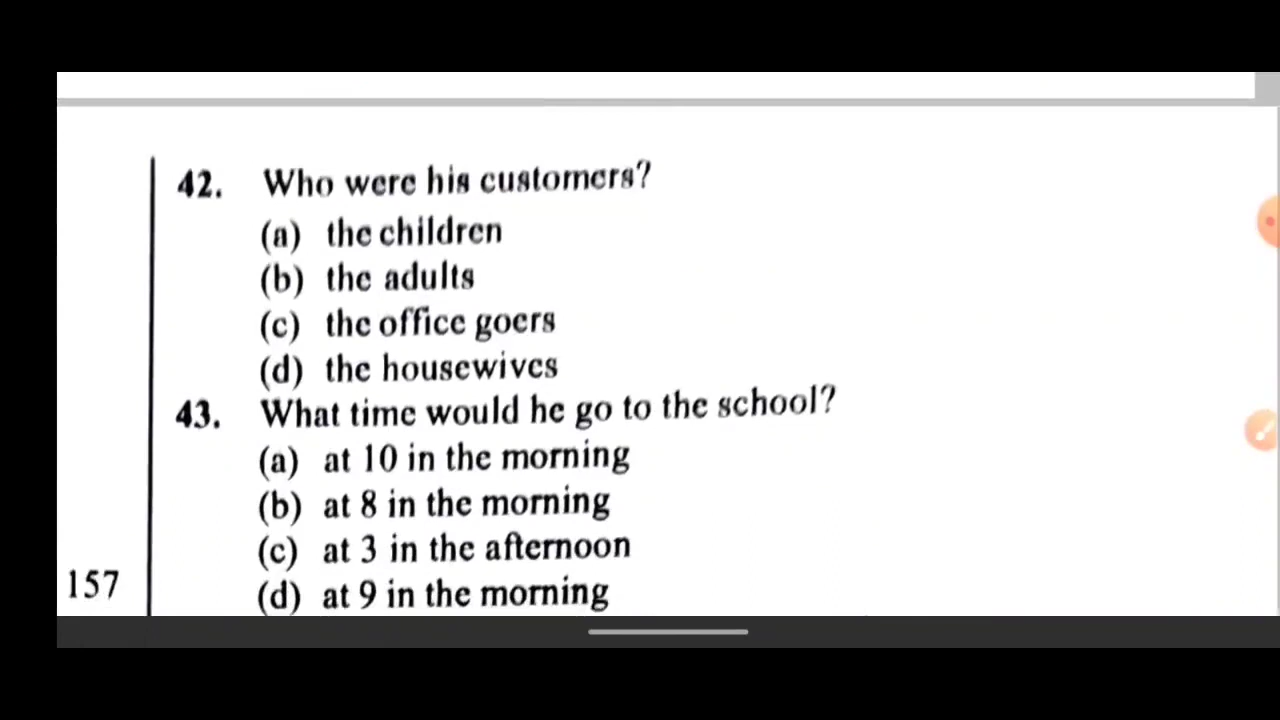 42. Who were his customers?
(a) the children
(b) the adults
(c) the office goers
(d) the housewives
43. What time would he go to the school?
(a) at 10 in the morning
(b) at 8 in the morning
(c) at 3 in the afternoon
157
(d) at 9 in the morning